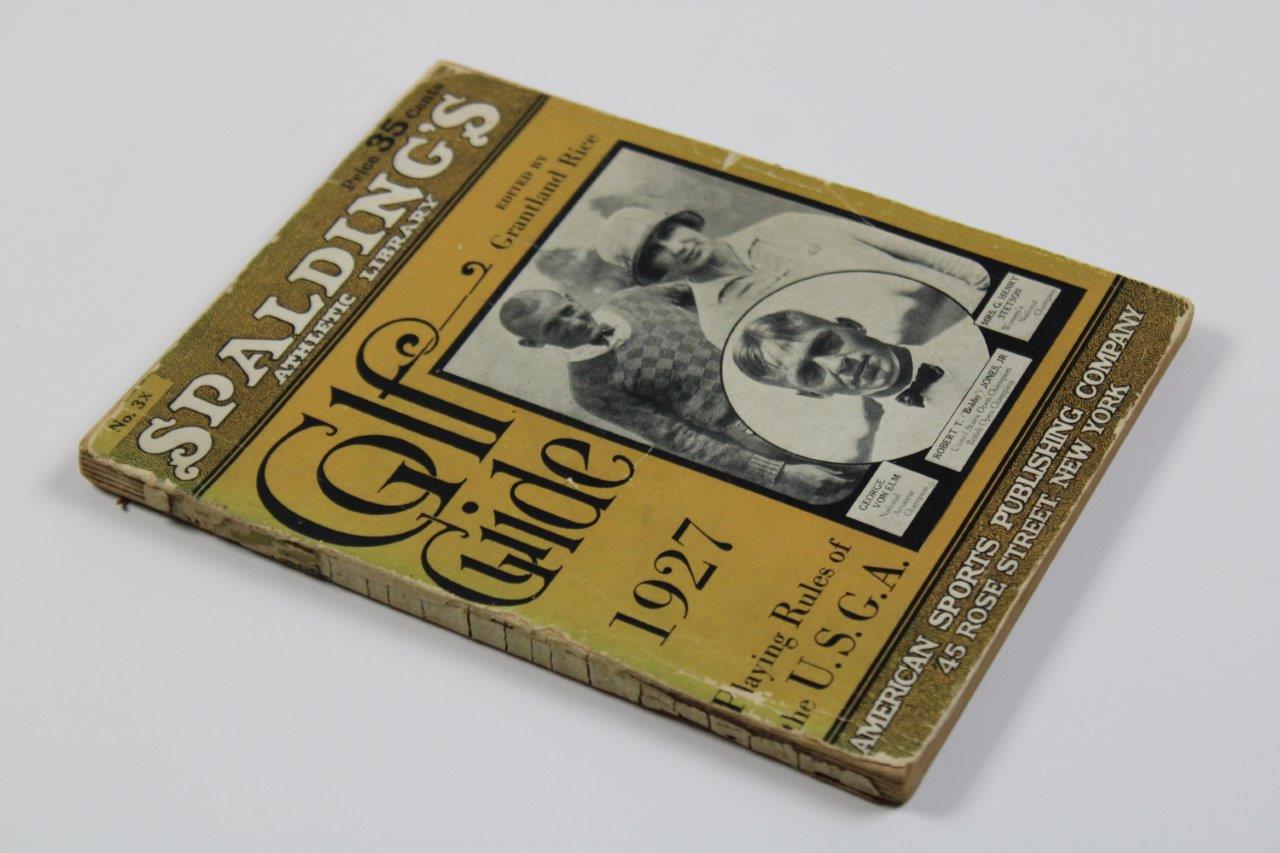 No. 3X
Price 35 Cents
SPALDING'S
ATHLETIC LIBRARY
Golf
Guide
1927
EDITED BY
Grantland Rice
MRS. G. HENRY
STETSON
Women's
National
Champion
ROBERT T. ("Bobby") JONES, JR
United States Open Champion
British Open Champion
GEORGE
VON ELM
National
Amateur
Champion
Playing Rules of
the U.S.G.A.
AMERICAN SPORTS PUBLISHING COMPANY
45 ROSE STREET NEW YORK